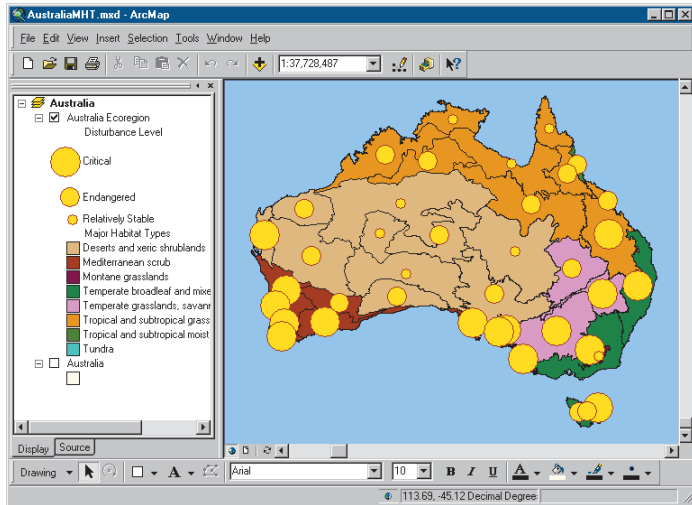 AustraliaMHT.mxd - ArcMap
File Edit View Insert Selection Tools Window Help
1:37,728,487
Australia
Australia Ecoregion
Disturbance Level
Critical
Endangered
Relatively Stable
Major Habitat Types
Deserts and xeric shrublands
Mediterranean scrub
Montane grasslands
Temperate broadleaf and mixe
Temperate grasslands, savann
Tropical and subtropical grass
Tropical and subtropical moist
Tundra
Australia
Display Source
Drawing A Arial 10 B I U A
113.69, -45.12 Decimal Degree